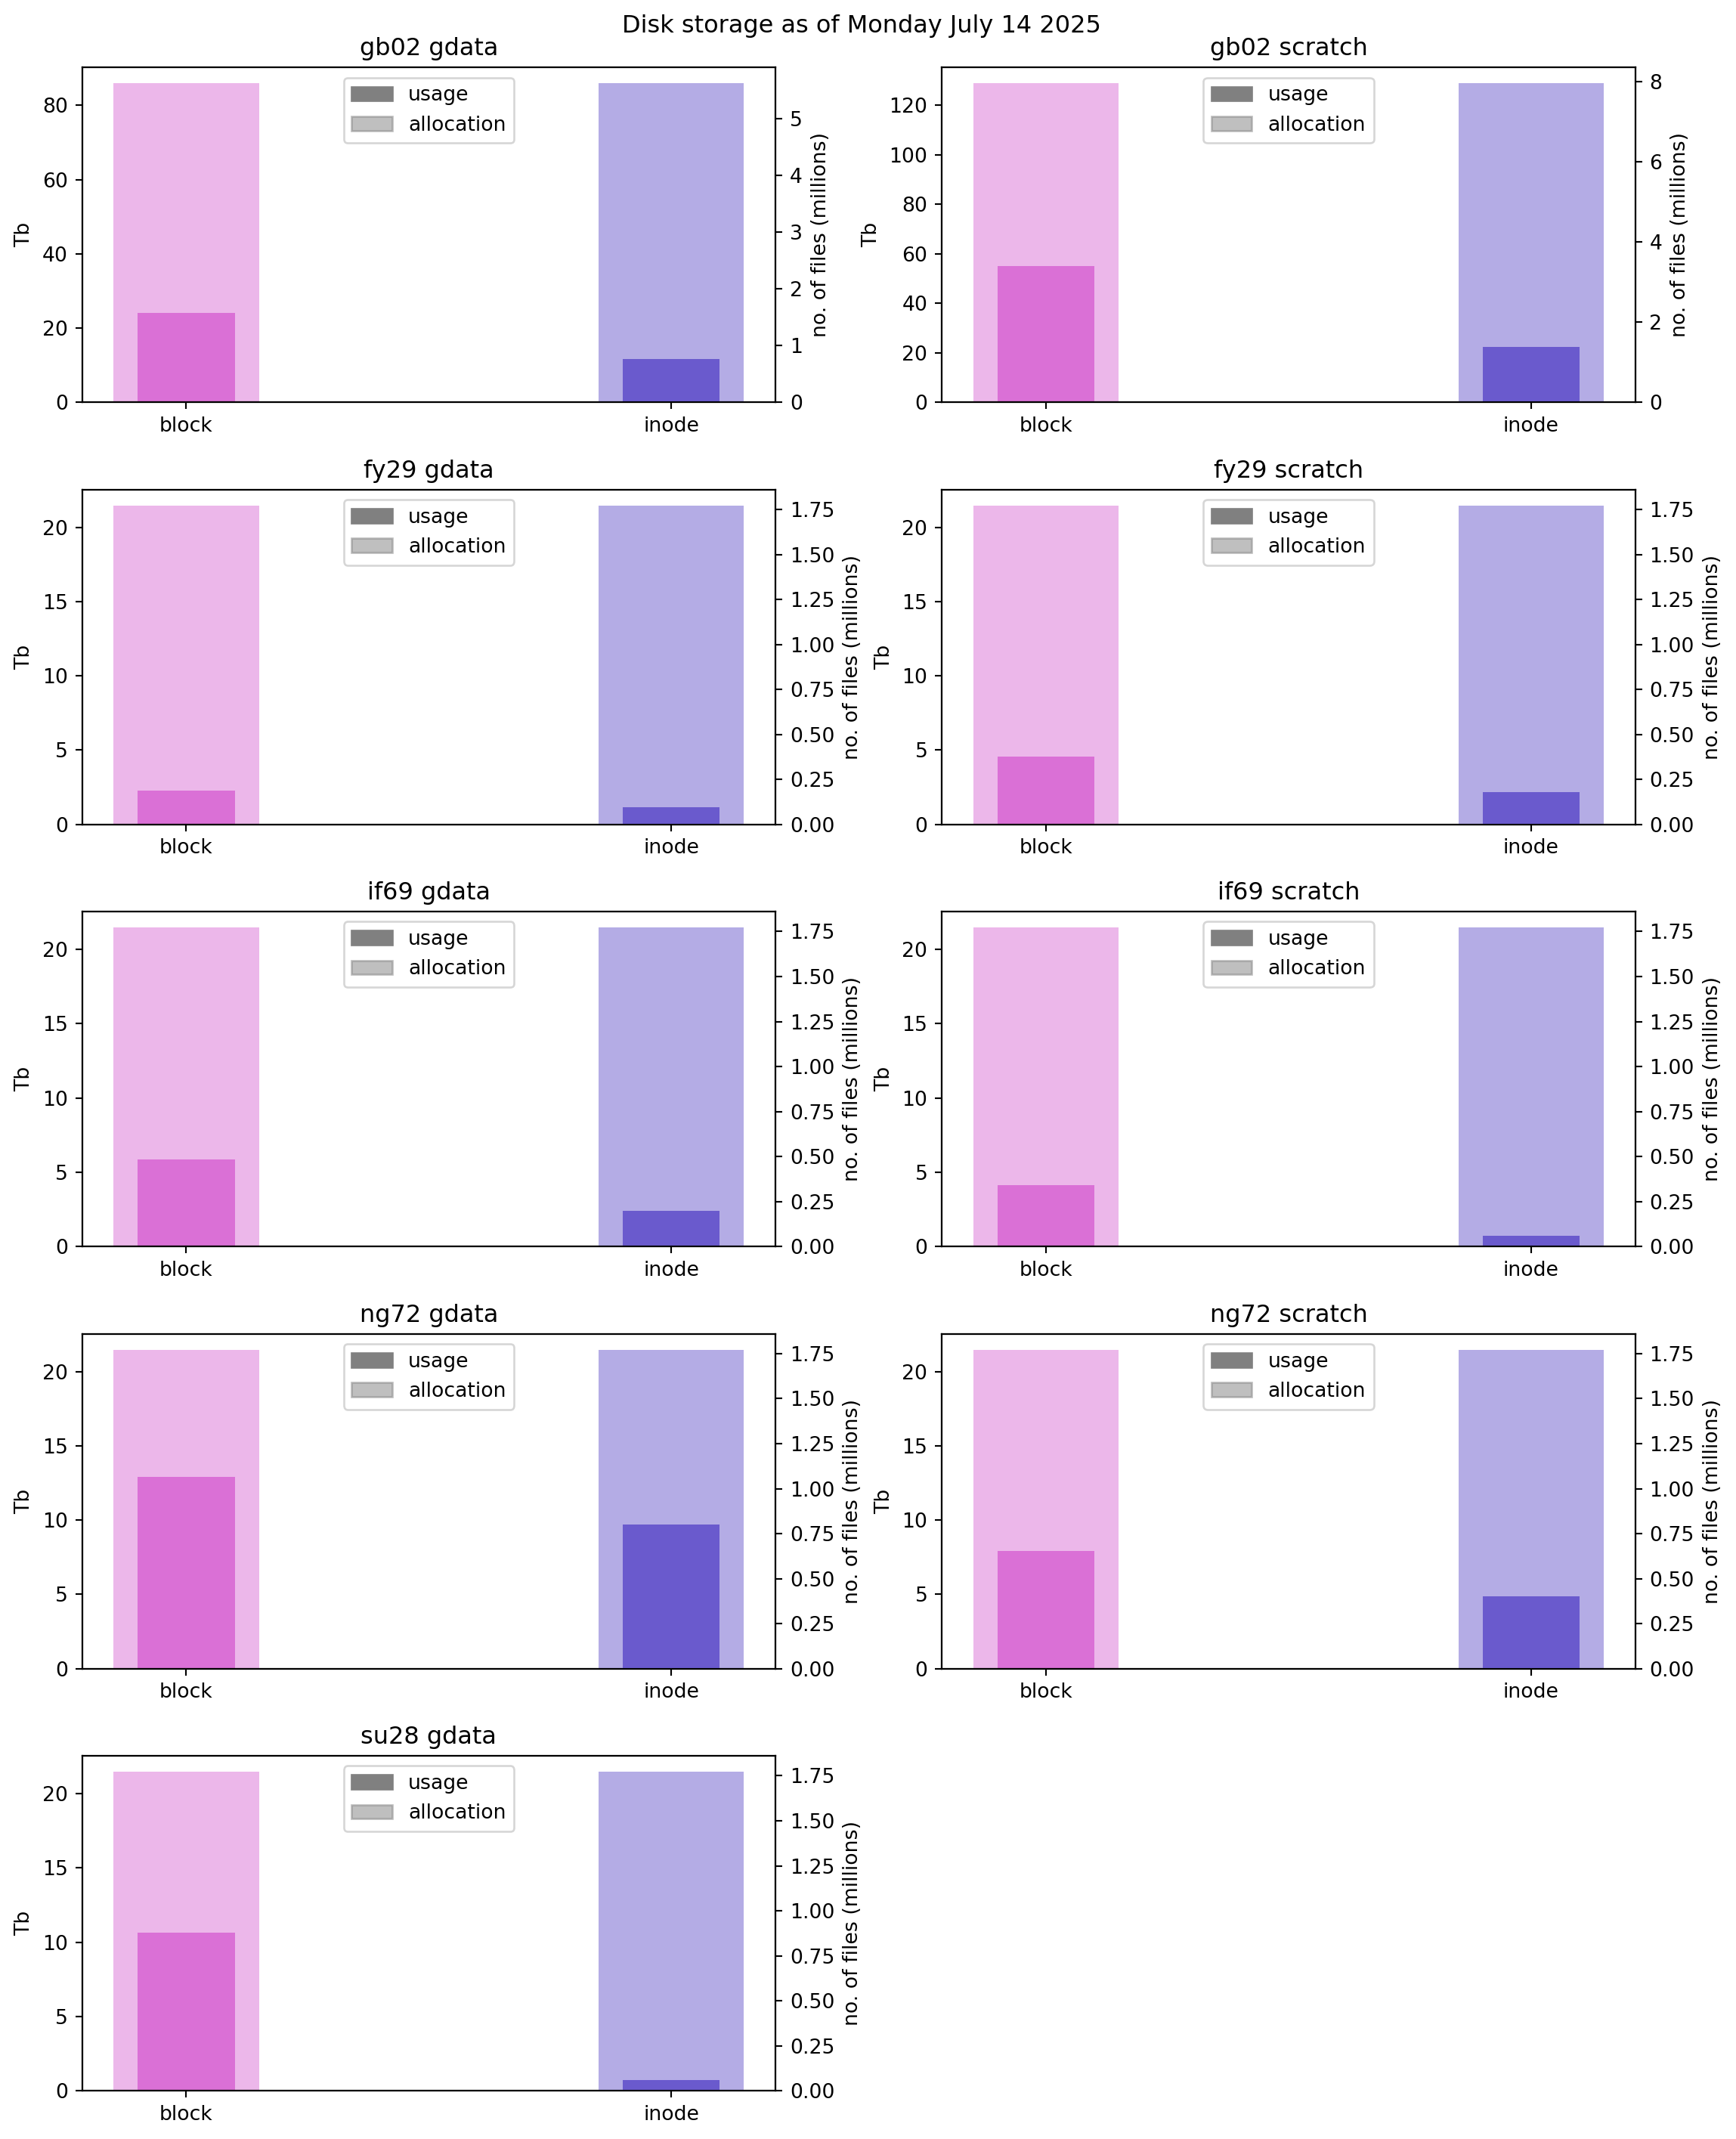 Disk storage as of Monday July 14 2025
gb02 gdata
usage
allocation
80
60
40
20
0
Tb
5
4
3
2
1
0
no. of files (millions)
block
inode
gb02 scratch
usage
allocation
120
100
80
60
40
20
0
Tb
8
6
4
2
0
no. of files (millions)
block
inode
fy29 gdata
usage
allocation
20
15
10
5
0
Tb
1.75
1.50
1.25
1.00
0.75
0.50
0.25
0.00
no. of files (millions)
block
inode
fy29 scratch
usage
allocation
20
15
10
5
0
Tb
1.75
1.50
1.25
1.00
0.75
0.50
0.25
0.00
no. of files (millions)
block
inode
if69 gdata
usage
allocation
20
15
10
5
0
Tb
1.75
1.50
1.25
1.00
0.75
0.50
0.25
0.00
no. of files (millions)
block
inode
if69 scratch
usage
allocation
20
15
10
5
0
Tb
1.75
1.50
1.25
1.00
0.75
0.50
0.25
0.00
no. of files (millions)
block
inode
ng72 gdata
usage
allocation
20
15
10
5
0
Tb
1.75
1.50
1.25
1.00
0.75
0.50
0.25
0.00
no. of files (millions)
block
inode
ng72 scratch
usage
allocation
20
15
10
5
0
Tb
1.75
1.50
1.25
1.00
0.75
0.50
0.25
0.00
no. of files (millions)
block
inode
su28 gdata
usage
allocation
20
15
10
5
0
Tb
1.75
1.50
1.25
1.00
0.75
0.50
0.25
0.00
no. of files (millions)
block
inode